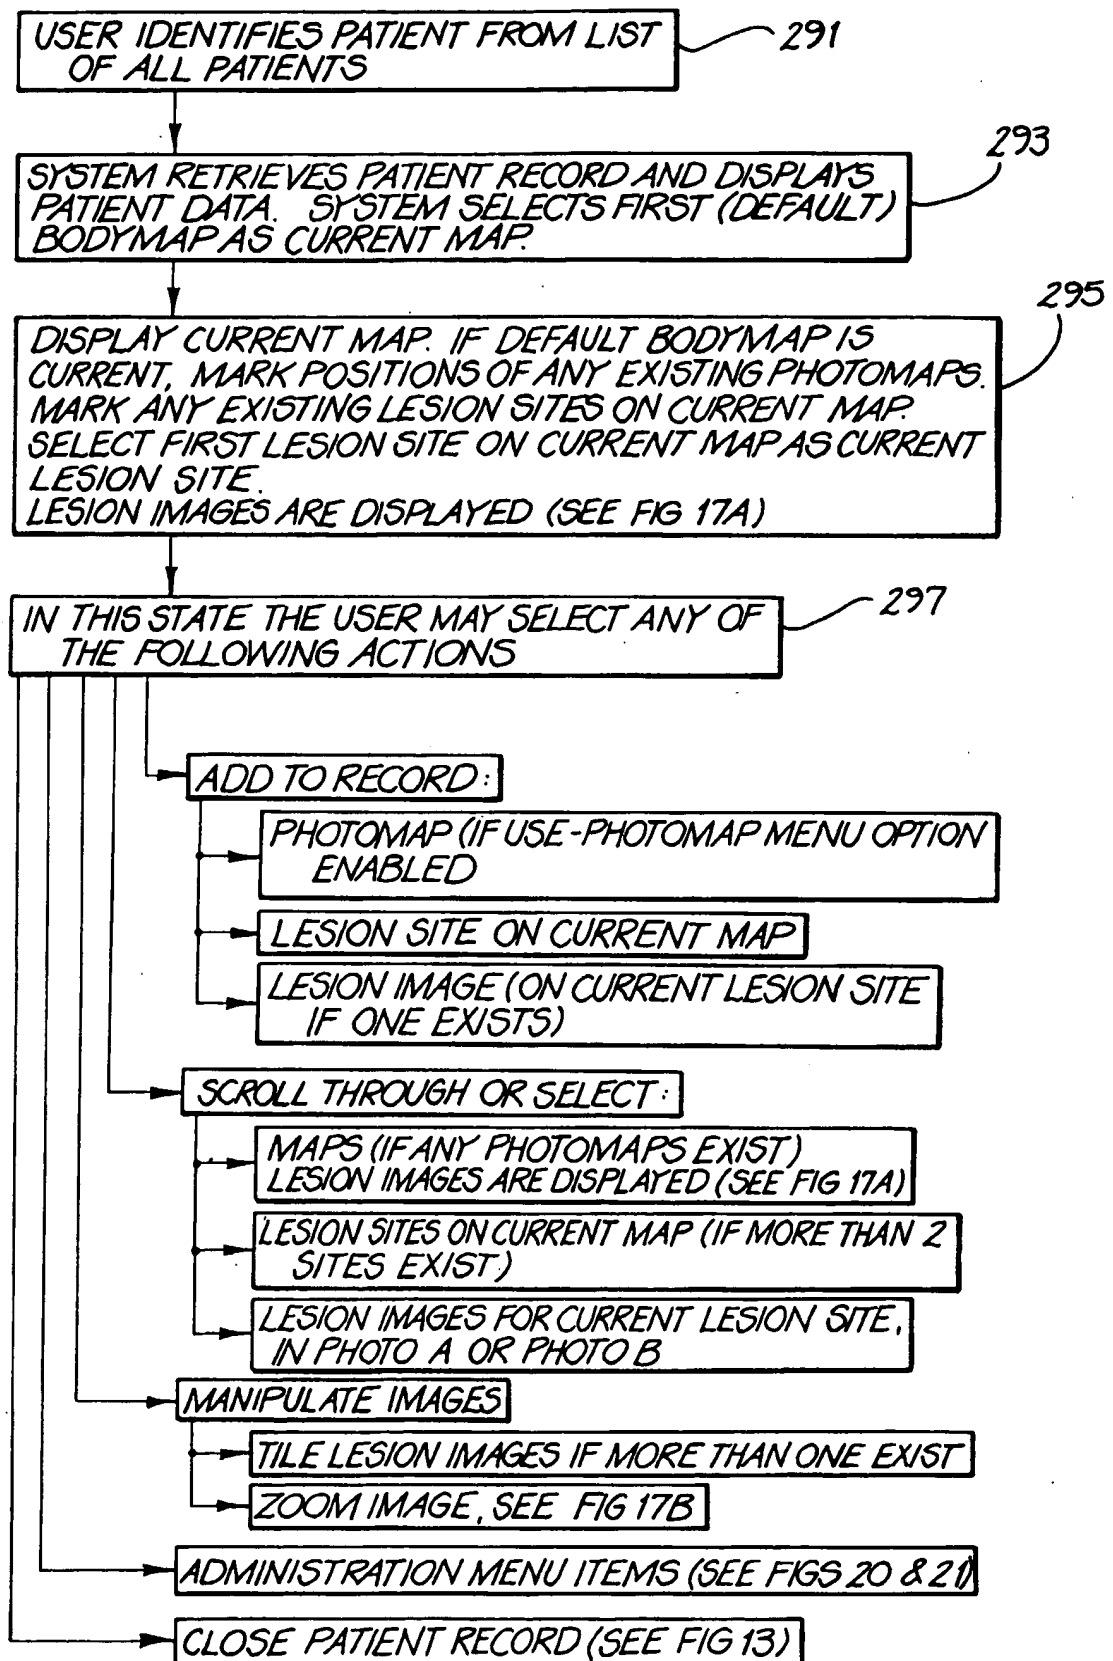 USER IDENTIFIES PATIENT FROM LIST
OF ALL PATIENTS
291
SYSTEM RETRIEVES PATIENT RECORD AND DISPLAYS
PATIENT DATA. SYSTEM SELECTS FIRST (DEFAULT)
BODYMAP AS CURRENT MAP.
293
DISPLAY CURRENT MAP. IF DEFAULT BODYMAP IS
CURRENT, MARK POSITIONS OF ANY EXISTING PHOTOMAPS.
MARK ANY EXISTING LESION SITES ON CURRENT MAP.
SELECT FIRST LESION SITE ON CURRENT MAP AS CURRENT
LESION SITE.
LESION IMAGES ARE DISPLAYED (SEE FIG 17A)
295
IN THIS STATE THE USER MAY SELECT ANY OF
THE FOLLOWING ACTIONS
297
ADD TO RECORD:
PHOTOMAP (IF USE-PHOTOMAP MENU OPTION
ENABLED
LESION SITE ON CURRENT MAP
LESION IMAGE (ON CURRENT LESION SITE
IF ONE EXISTS)
SCROLL THROUGH OR SELECT:
MAPS (IF ANY PHOTOMAPS EXIST)
LESION IMAGES ARE DISPLAYED (SEE FIG 17A)
LESION SITES ON CURRENT MAP (IF MORE THAN 2
SITES EXIST)
LESION IMAGES FOR CURRENT LESION SITE,
IN PHOTO A OR PHOTO B
MANIPULATE IMAGES
TILE LESION IMAGES IF MORE THAN ONE EXIST
ZOOM IMAGE, SEE FIG 17B
ADMINISTRATION MENU ITEMS (SEE FIGS 20 & 21)
CLOSE PATIENT RECORD (SEE FIG 13)